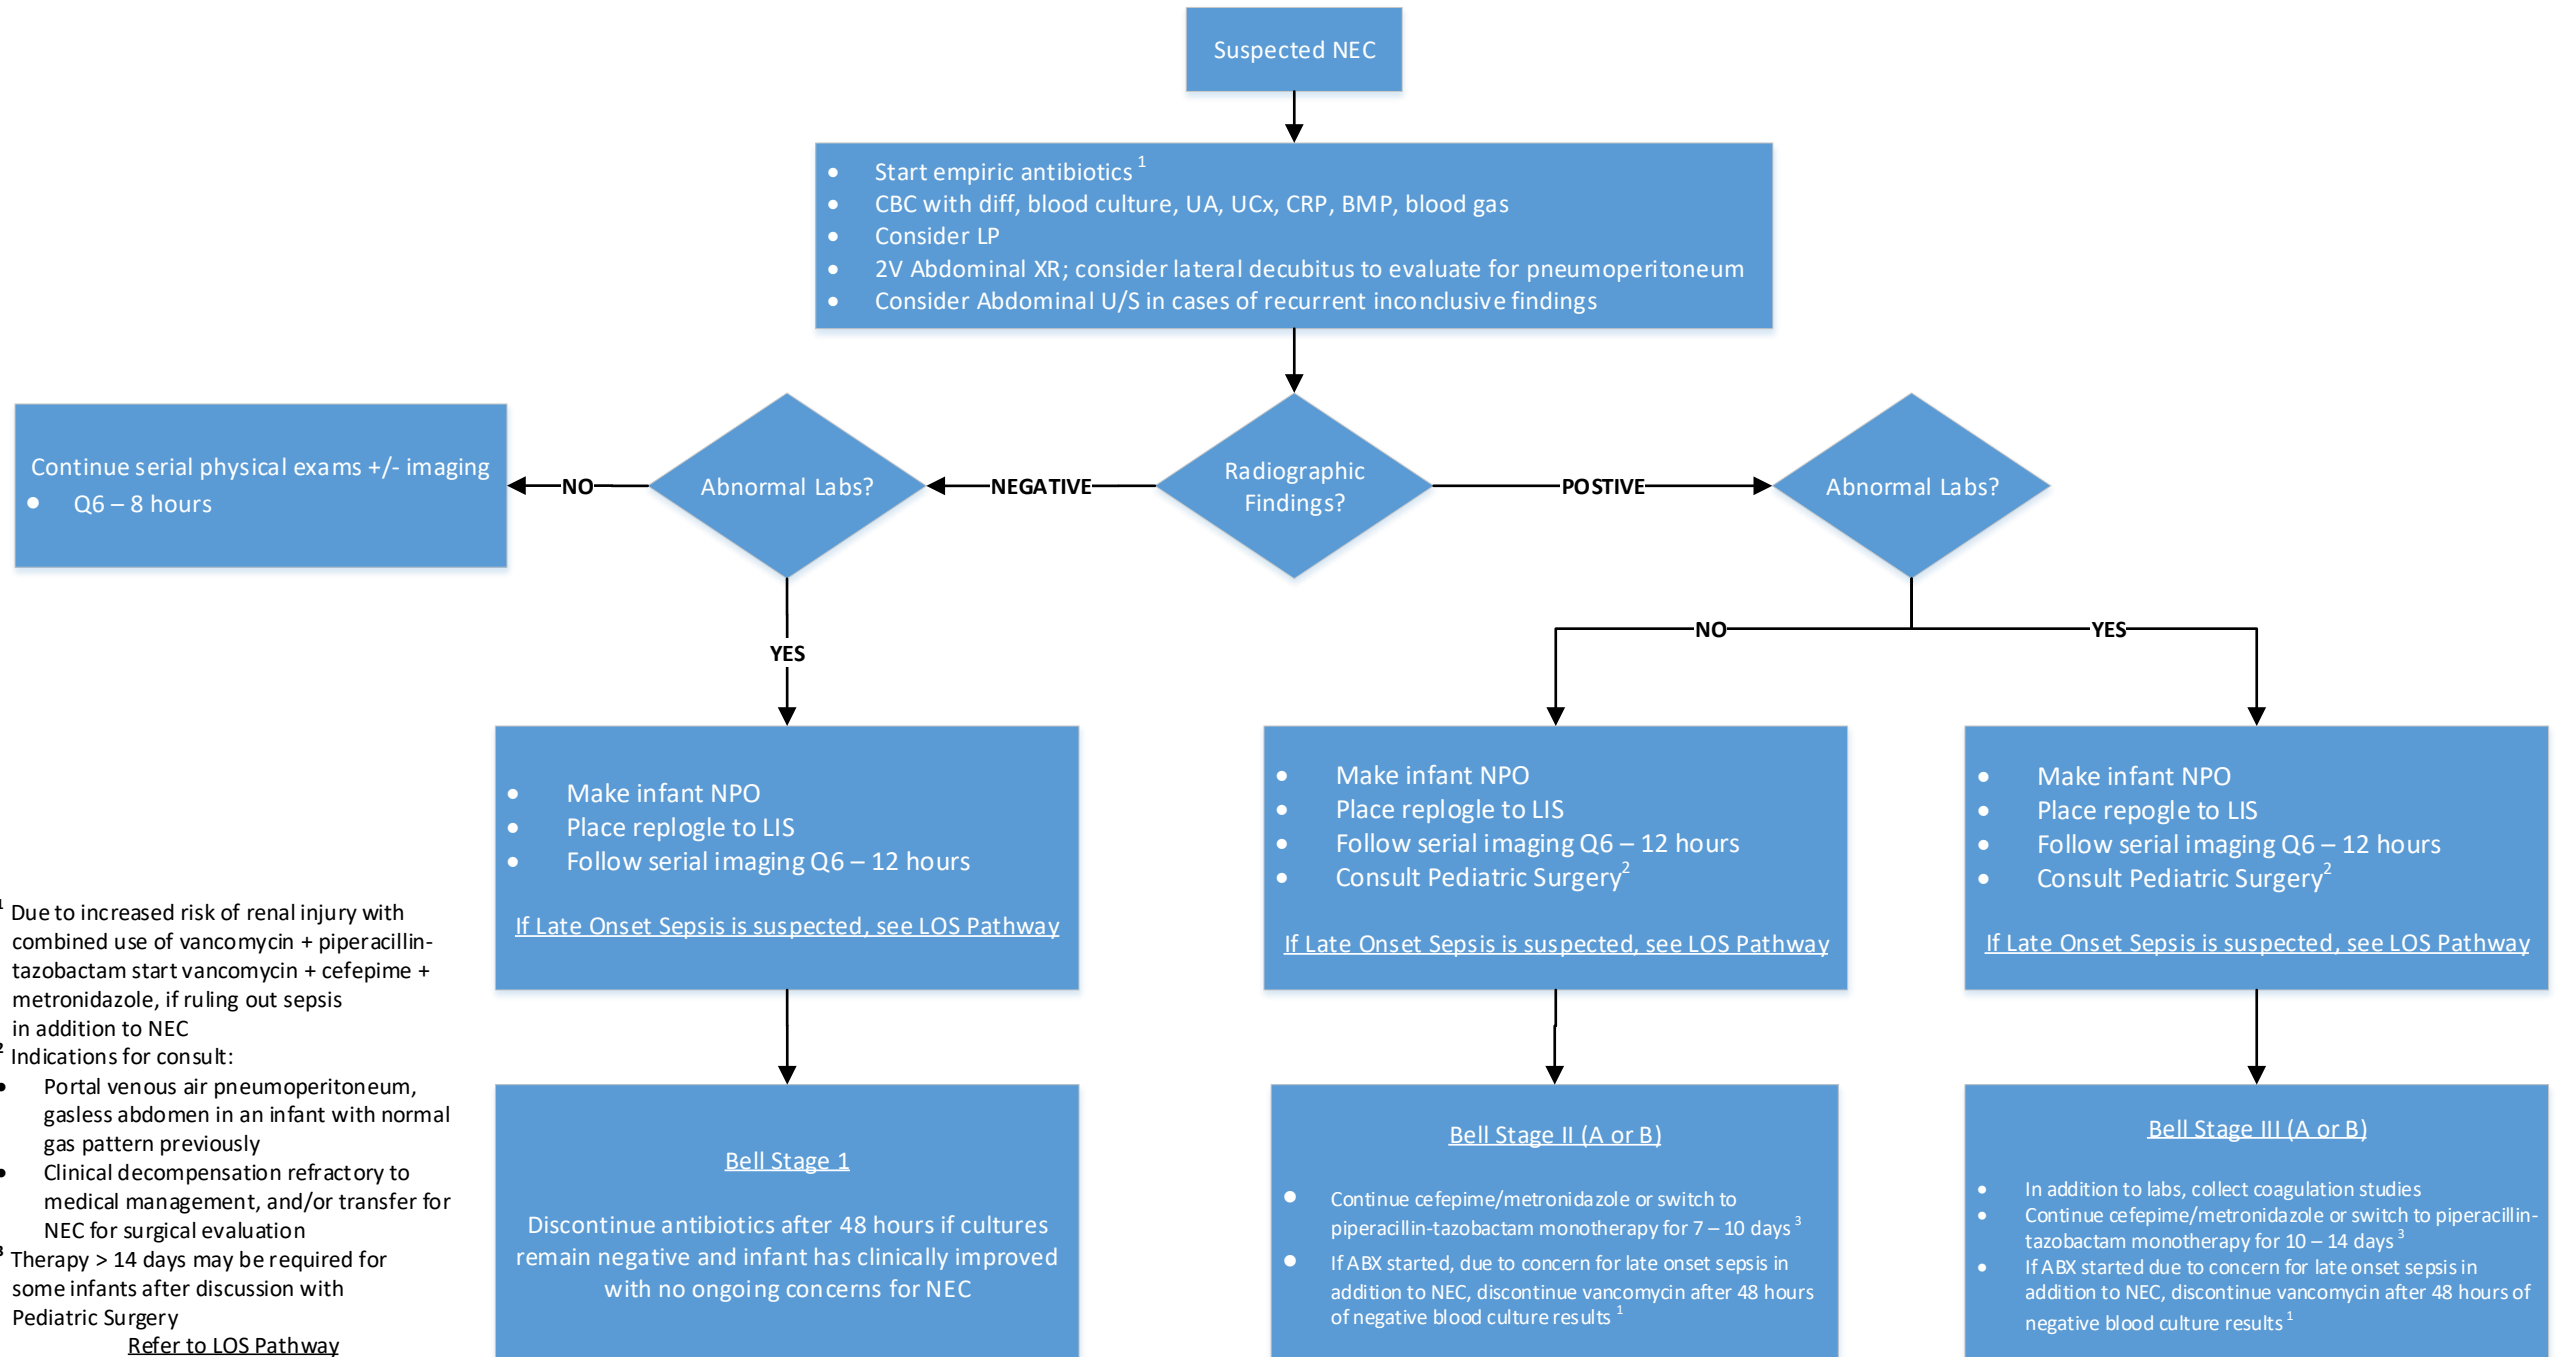 Suspected NEC
• Start empiric antibiotics 1
• CBC with diff, blood culture, UA, UCx, CRP, BMP, blood gas
• Consider LP
• 2V Abdominal XR; consider lateral decubitus to evaluate for pneumoperitoneum
• Consider Abdominal U/S in cases of recurrent inconclusive findings
Continue serial physical exams +/- imaging
• Q6 – 8 hours
NO
Abnormal Labs?
NEGATIVE
Radiographic
Findings?
POSTIVE
Abnormal Labs?
YES
NO
YES
• Make infant NPO
• Place replogle to LIS
• Follow serial imaging Q6 – 12 hours
If Late Onset Sepsis is suspected, see LOS Pathway
• Make infant NPO
• Place replogle to LIS
• Follow serial imaging Q6 – 12 hours
• Consult Pediatric Surgery2
If Late Onset Sepsis is suspected, see LOS Pathway
• Make infant NPO
• Place repogle to LIS
• Follow serial imaging Q6 – 12 hours
• Consult Pediatric Surgery2
If Late Onset Sepsis is suspected, see LOS Pathway
1 Due to increased risk of renal injury with
combined use of vancomycin + piperacillin-
tazobactam start vancomycin + cefepime +
metronidazole, if ruling out sepsis
in addition to NEC
2 Indications for consult:
• Portal venous air pneumoperitoneum,
gasless abdomen in an infant with normal
gas pattern previously
• Clinical decompensation refractory to
medical management, and/or transfer for
NEC for surgical evaluation
3 Therapy > 14 days may be required for
some infants after discussion with
Pediatric Surgery
Refer to LOS Pathway
Bell Stage 1
Discontinue antibiotics after 48 hours if cultures
remain negative and infant has clinically improved
with no ongoing concerns for NEC
Bell Stage II (A or B)
• Continue cefepime/metronidazole or switch to
piperacillin-tazobactam monotherapy for 7 – 10 days 3
• If ABX started, due to concern for late onset sepsis in
addition to NEC, discontinue vancomycin after 48 hours
of negative blood culture results 1
Bell Stage III (A or B)
• In addition to labs, collect coagulation studies
• Continue cefepime/metronidazole or switch to piperacillin-
tazobactam monotherapy for 10 – 14 days 3
• If ABX started due to concern for late onset sepsis in
addition to NEC, discontinue vancomycin after 48 hours of
negative blood culture results 1